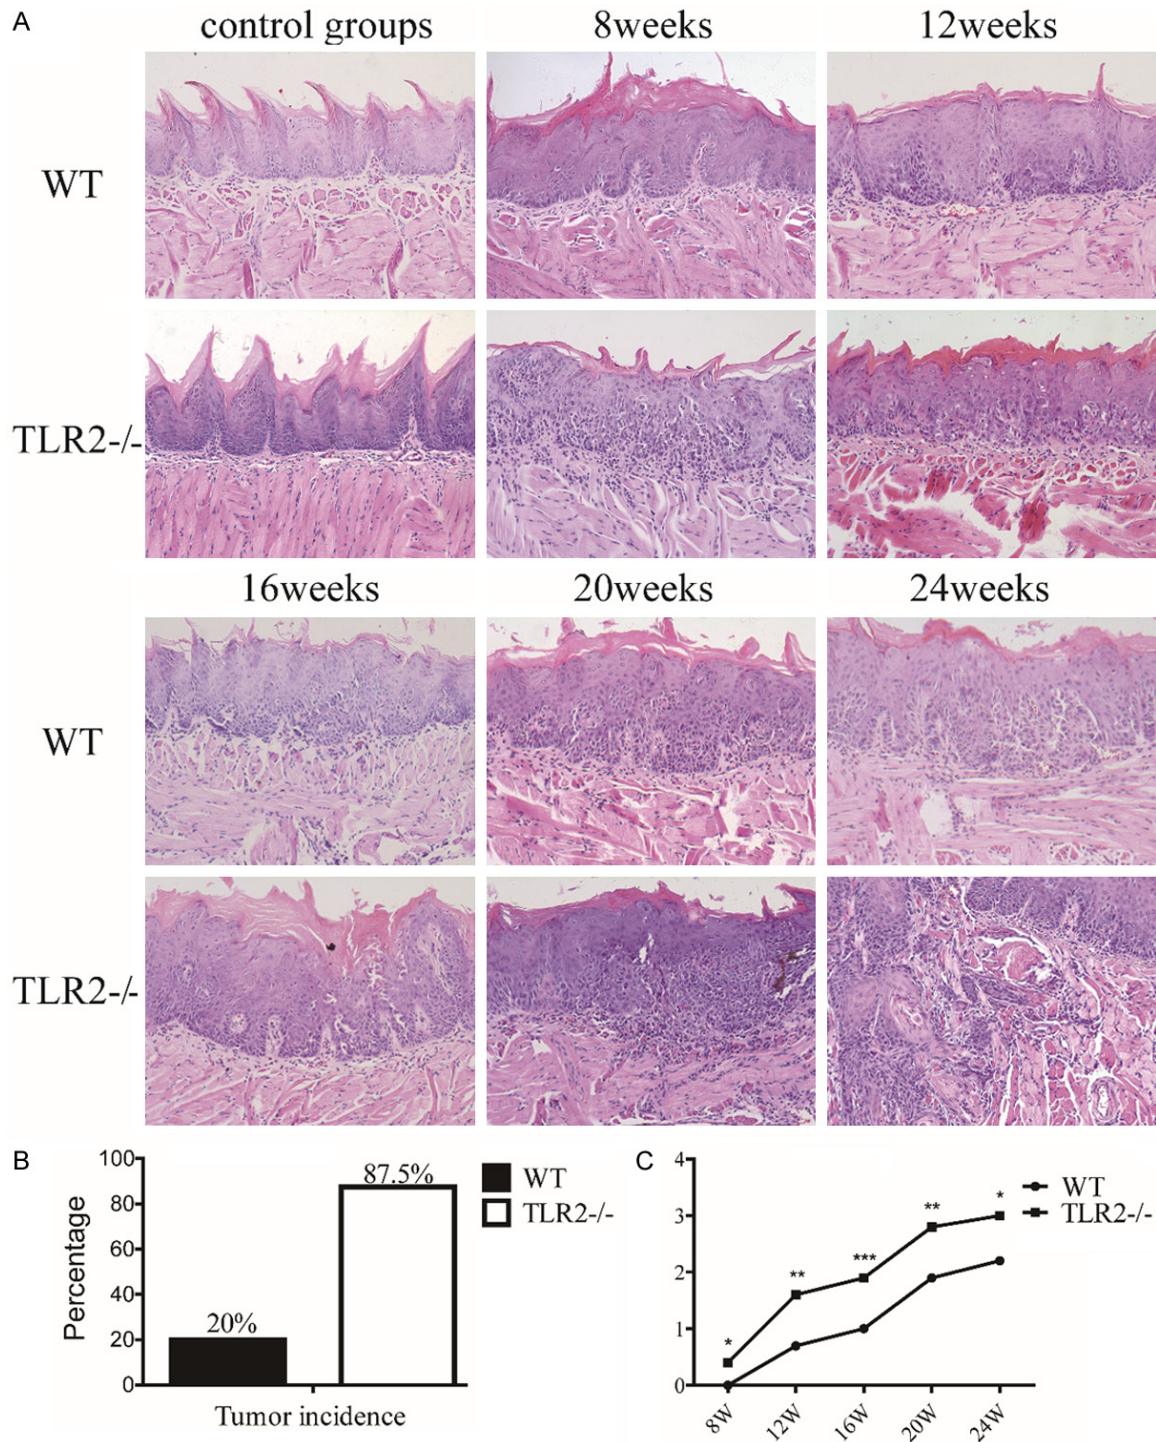 A
control groups 8weeks 12weeks
WT
TLR2-/-
16weeks 20weeks 24weeks
WT
TLR2-/-
B
100
80
60
40
20
0
Percentage
20%
87.5%
Tumor incidence
WT
TLR2-/-
C
4
3
2
1
0
* ** *** ** *
8W 12W 16W 20W 24W
WT
TLR2-/-